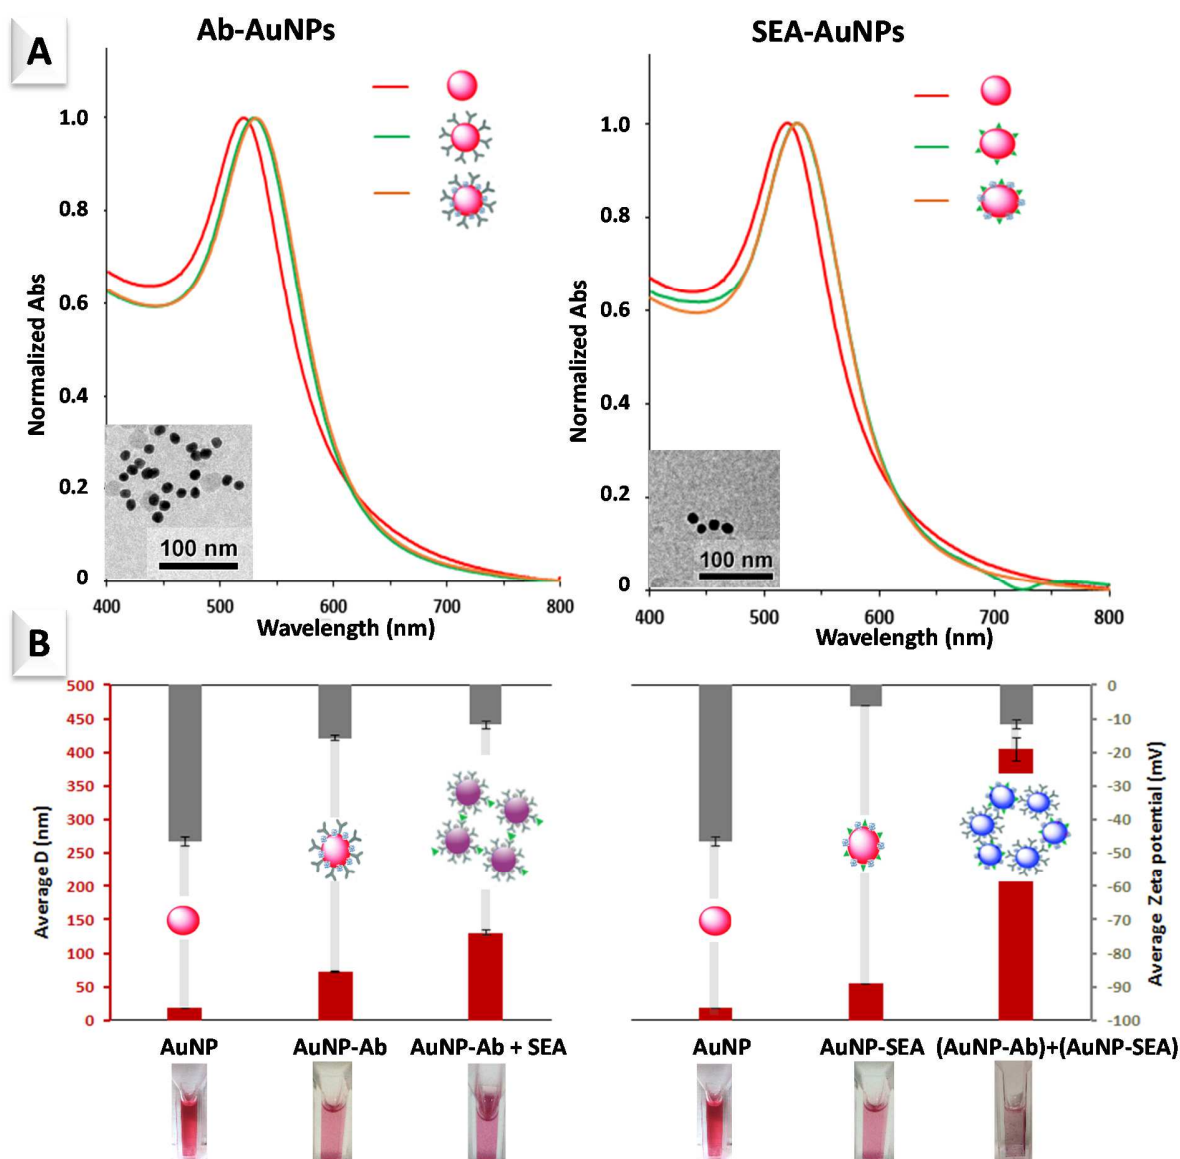 A
Ab-AuNPs
SEA-AuNPs
Normalized Abs
1.0
0.8
0.6
0.4
0.2
0
100 nm
400 500 600 700 800
Wavelength (nm)
Normalized Abs
1.0
0.8
0.6
0.4
0.2
0
100 nm
400 500 600 700 800
Wavelength (nm)
B
Average D (nm)
500
450
400
350
300
250
200
150
100
50
0
0
-10
-20
-30
-40
-50
-60
-70
-80
-90
-100
Average Zeta potential (mV)
AuNP AuNP-Ab AuNP-Ab + SEA
AuNP AuNP-SEA (AuNP-Ab)+(AuNP-SEA)